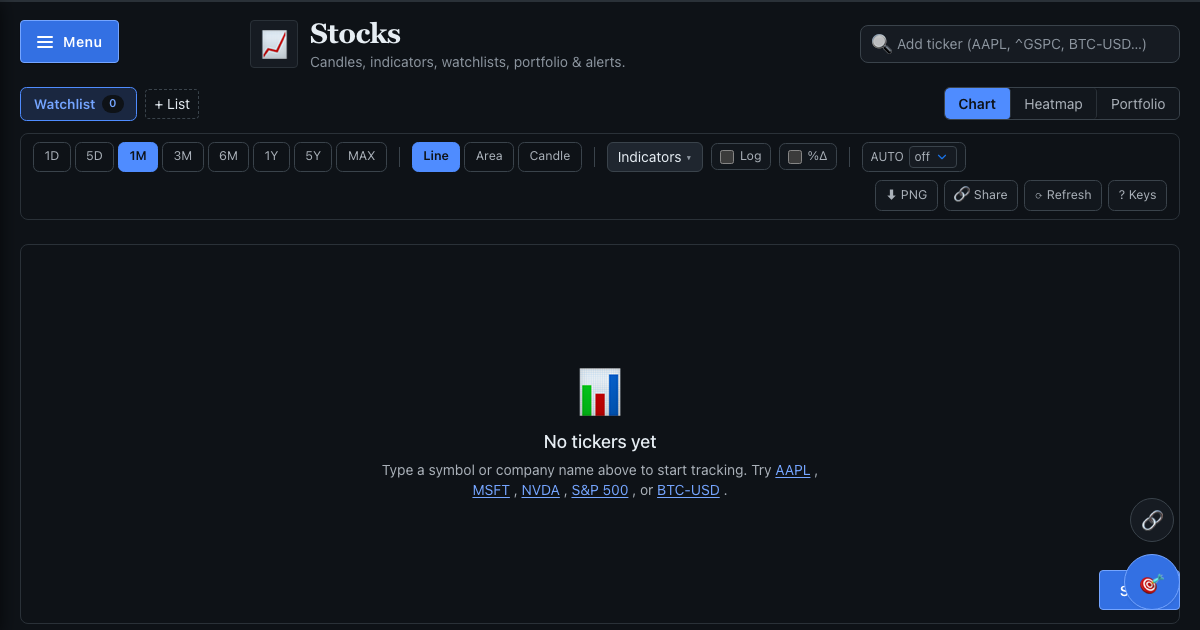 Menu
Stocks
Candles, indicators, watchlists, portfolio & alerts.
Add ticker (AAPL, ^GSPC, BTC-USD...)
Watchlist 0
+ List
Chart Heatmap Portfolio
1D 5D 1M 3M 6M 1Y 5Y MAX Line Area Candle Indicators Log %Δ AUTO off
PNG Share Refresh ? Keys
No tickers yet
Type a symbol or company name above to start tracking. Try AAPL ,
MSFT , NVDA , S&P 500 , or BTC-USD .